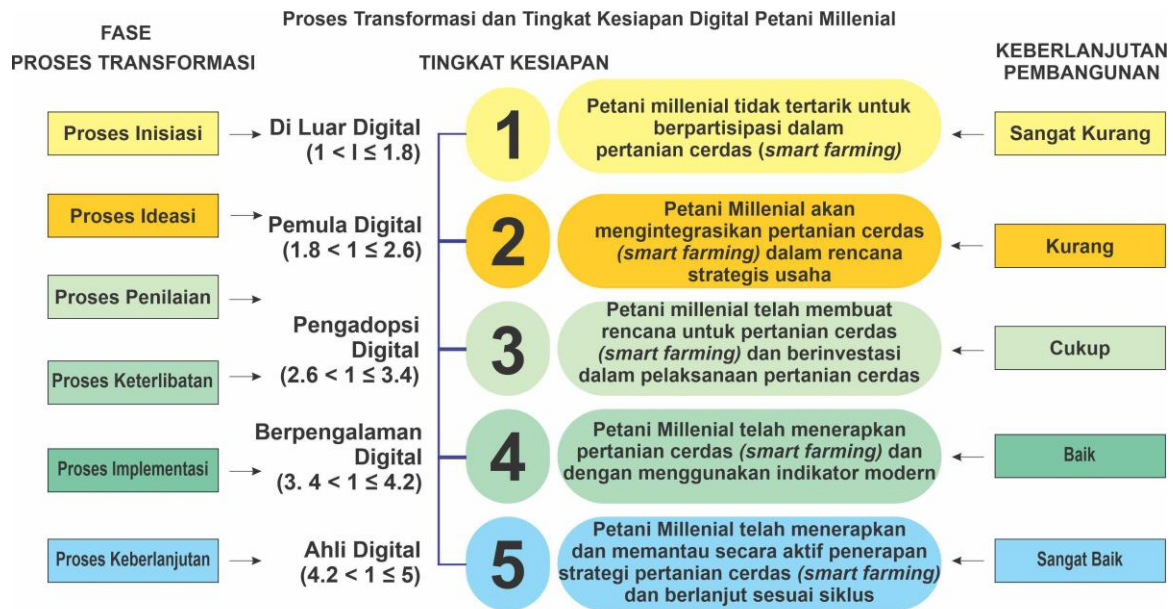 Proses Transformasi dan Tingkat Kesiapan Digital Petani Millenial
FASE
PROSES TRANSFORMASI
TINGKAT KESIAPAN
KEBERLANJUTAN
PEMBANGUNAN
Proses Inisiasi
Di Luar Digital
(1 < I ≤ 1.8)
1
Petani millenial tidak tertarik untuk
berpartisipasi dalam
pertanian cerdas (smart farming)
Sangat Kurang
Proses Ideasi
Pemula Digital
(1.8 < 1 ≤ 2.6)
2
Petani Millenial akan
mengintegrasikan pertanian cerdas
(smart farming) dalam rencana
strategis usaha
Kurang
Proses Penilaian
Pengadopsi
Digital
(2.6 < 1 ≤ 3.4)
3
Petani millenial telah membuat
rencana untuk pertanian cerdas
(smart farming) dan berinvestasi
dalam pelaksanaan pertanian cerdas
Cukup
Proses Keterlibatan
Berpengalaman
Digital
(3. 4 < 1 ≤ 4.2)
4
Petani Millenial telah menerapkan
pertanian cerdas (smart farming) dan
dengan menggunakan indikator modern
Baik
Proses Implementasi
Ahli Digital
(4.2 < 1 ≤ 5)
5
Petani Millenial telah menerapkan
dan memantau secara aktif penerapan
strategi pertanian cerdas (smart farming)
dan berlanjut sesuai siklus
Sangat Baik
Proses Keberlanjutan